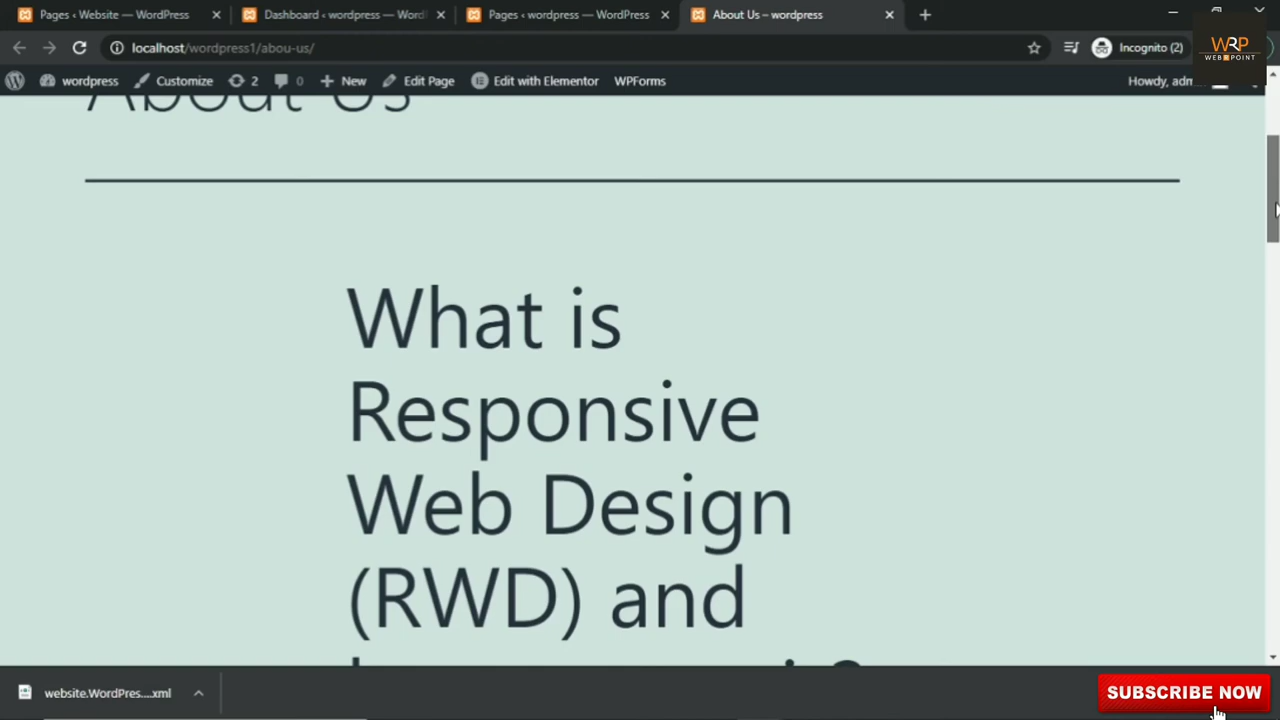 Pages ‹ Website — WordPress
Dashboard ‹ wordpress — Word
Pages ‹ wordpress — WordPress
About Us – wordpress
localhost/wordpress1/abou-us/
Incognito (2)
WRP
WEB POINT
wordpress
Customize
2
0
New
Edit Page
Edit with Elementor
WPForms
Howdy, adm
About Us
What is
Responsive
Web Design
(RWD) and
website.WordPres....xml
SUBSCRIBE NOW